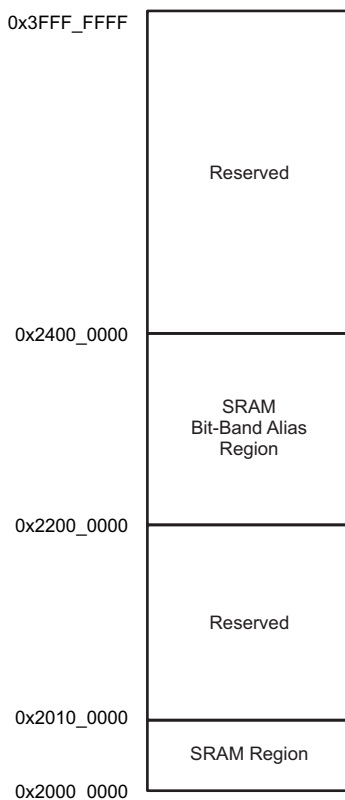 0x3FFF_FFFF
Reserved
0x2400_0000
SRAM
Bit-Band Alias
Region
0x2200_0000
Reserved
0x2010_0000
SRAM Region
0x2000_0000